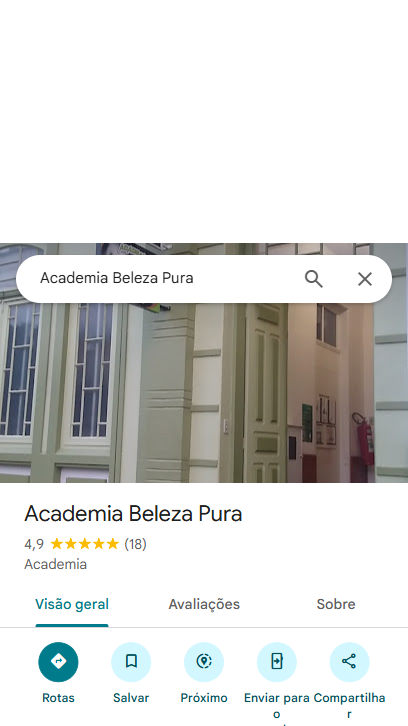 Academia Beleza Pura
Academia Beleza Pura
4,9 ★★★★★ (18)
Academia
Visão geral Avaliações Sobre
Rotas Salvar Próximo Enviar para o Compartilhar